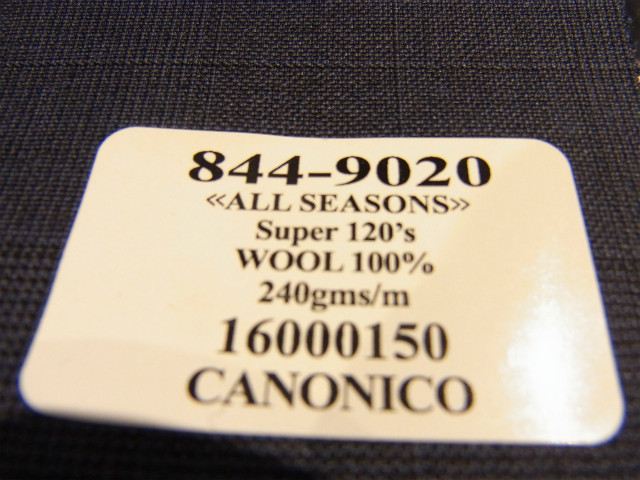 844-9020
«ALL SEASONS»
Super 120's
WOOL 100%
240gms/m
16000150
CANONICO